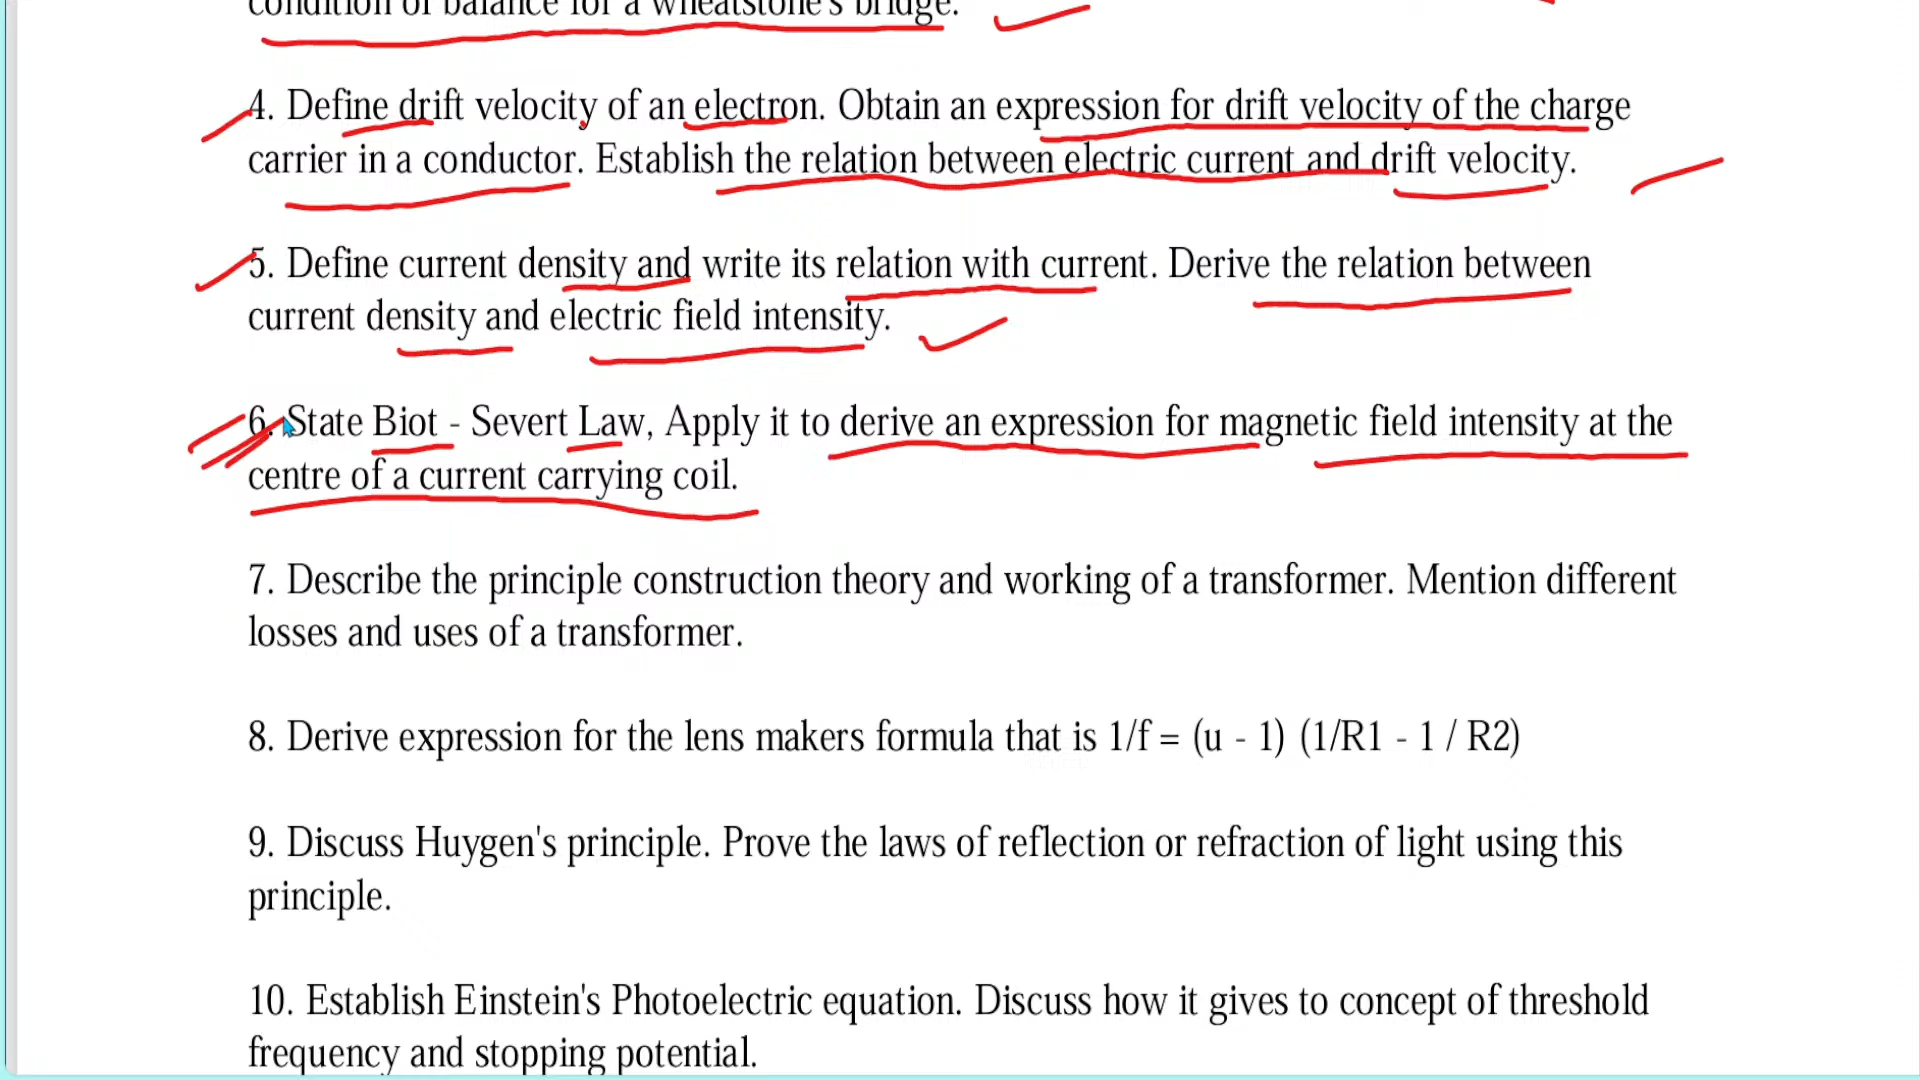 condition of balance for a wheatstone's bridge.
4. Define drift velocity of an electron. Obtain an expression for drift velocity of the charge
carrier in a conductor. Establish the relation between electric current and drift velocity.
5. Define current density and write its relation with current. Derive the relation between
current density and electric field intensity.
6. State Biot - Severt Law, Apply it to derive an expression for magnetic field intensity at the
centre of a current carrying coil.
7. Describe the principle construction theory and working of a transformer. Mention different
losses and uses of a transformer.
8. Derive expression for the lens makers formula that is 1/f = (u - 1) (1/R1 - 1 / R2)
9. Discuss Huygen's principle. Prove the laws of reflection or refraction of light using this
principle.
10. Establish Einstein's Photoelectric equation. Discuss how it gives to concept of threshold
frequency and stopping potential.